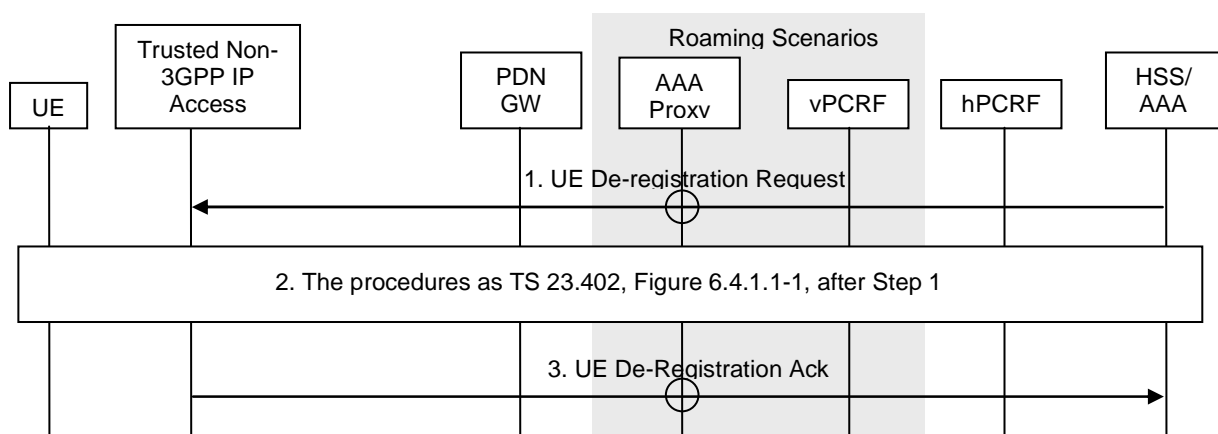 Roaming Scenarios
UE
Trusted Non-
3GPP IP
Access
PDN
GW
AAA
Proxy
vPCRF
hPCRF
HSS/
AAA
1. UE De-registration Request
2. The procedures as TS 23.402, Figure 6.4.1.1-1, after Step 1
3. UE De-Registration Ack